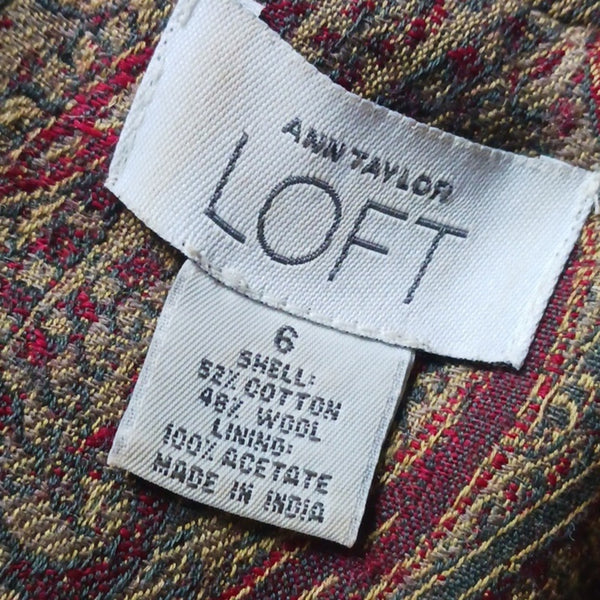 ANN TAYLOR
LOFT
6
SHELL:
52% COTTON
48% WOOL
LINING:
100% ACETATE
MADE IN INDIA